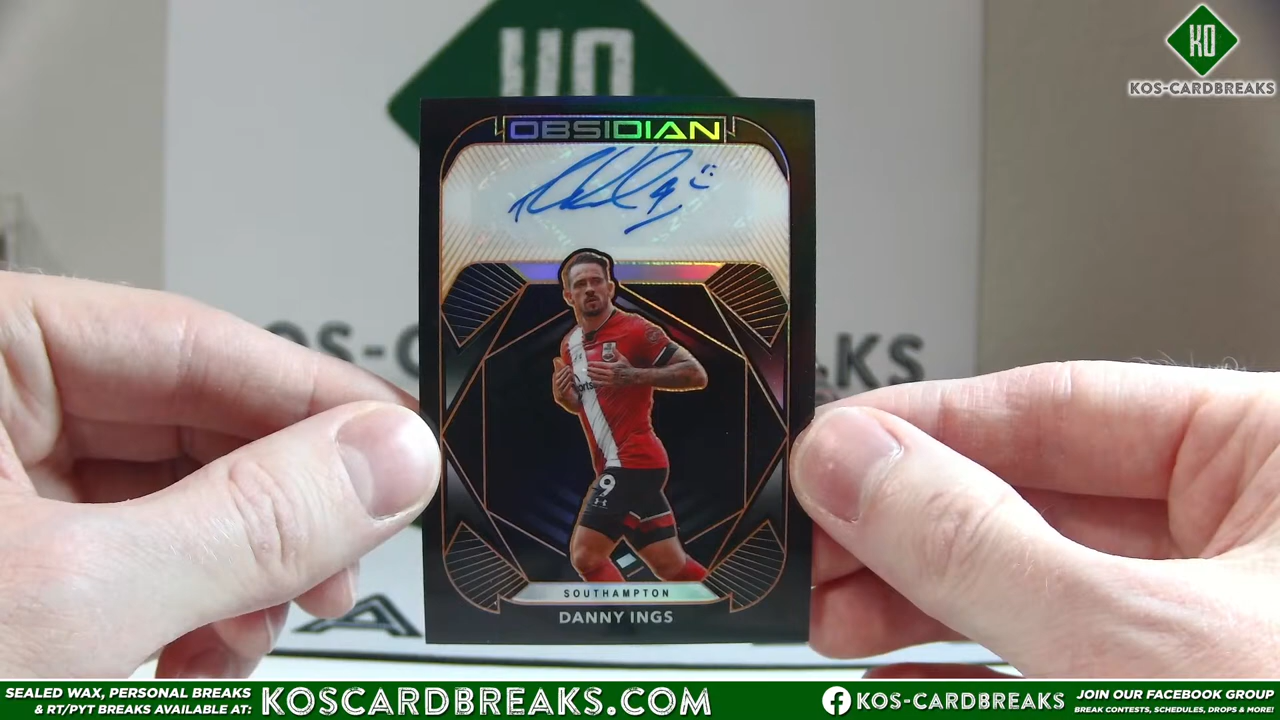 KO
KOS-CARDBREAKS
OBSIDIAN
9
SOUTHAMPTON
DANNY INGS
SEALED WAX, PERSONAL BREAKS
& RT/PYT BREAKS AVAILABLE AT:
KOSCARDBREAKS.COM
KOS-CARDBREAKS
JOIN OUR FACEBOOK GROUP
BREAK CONTESTS, SCHEDULES, DROPS & MORE!